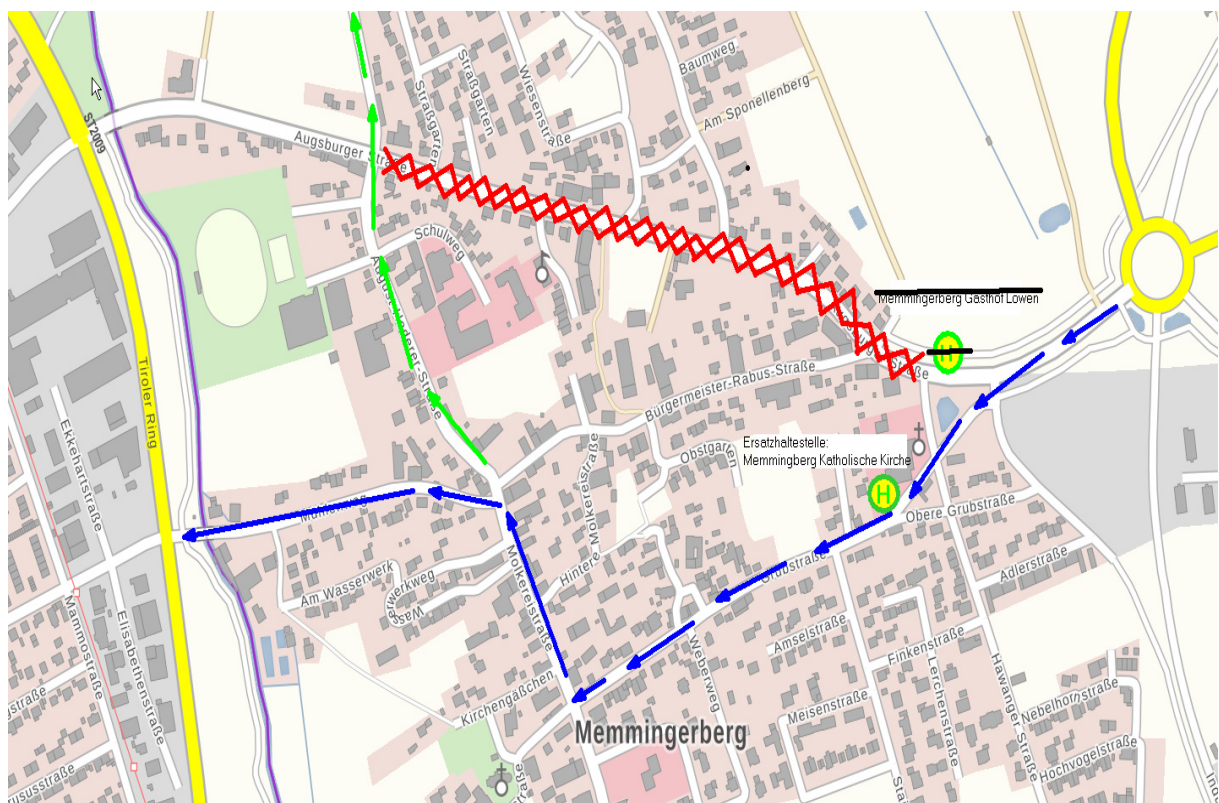 Baumweg
Straßgarten
Wiesenstraße
Straßgarten
Am Sponellenberg
ST2009
Augsburger Straße
Schulweg
Memmingerberg Gasthof Löwen
H
Tiroler Ring
Bürgermeister-Rabus-Straße
Ekkehartstraße
Ersatzhaltestelle:
Memmingberg Katholische Kirche
Obstgarten
H
Hintere Molkereistraße
Obere Grubstraße
Grubstraße
Adlerstraße
Am Wasserwerk
Molkereistraße
Mammostraße
Elisabethenstraße
Amselstraße
Finkenstraße
Weberweg
Kirchengäßchen
Lerchenstraße
Hawanger Straße
Nebelhornstraße
Meisenstraße
Memmingerberg
Hochvogelstraße